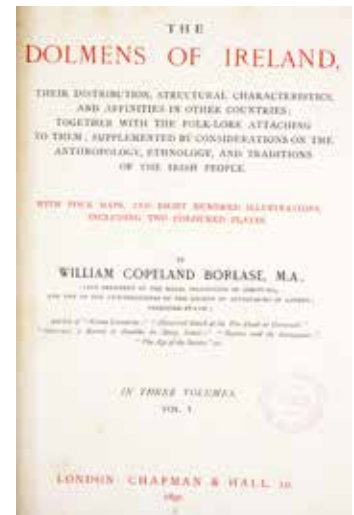 THE
DOLMENS OF IRELAND,
THEIR DISTRIBUTION, STRUCTURAL CHARACTERISTICS,
AND AFFINITIES IN OTHER COUNTRIES;
TOGETHER WITH THE FOLK-LORE ATTACHING
TO THEM; SUPPLEMENTED BY CONSIDERATIONS ON THE
ANTHROPOLOGY, ETHNOLOGY, AND TRADITIONS
OF THE IRISH PEOPLE.
WITH FOUR MAPS, AND EIGHT HUNDRED ILLUSTRATIONS,
INCLUDING TWO COLOURED PLATES.
BY
WILLIAM COPELAND BORLASE, M.A.
IN THREE VOLUMES.
VOL. I
LONDON: CHAPMAN & HALL,